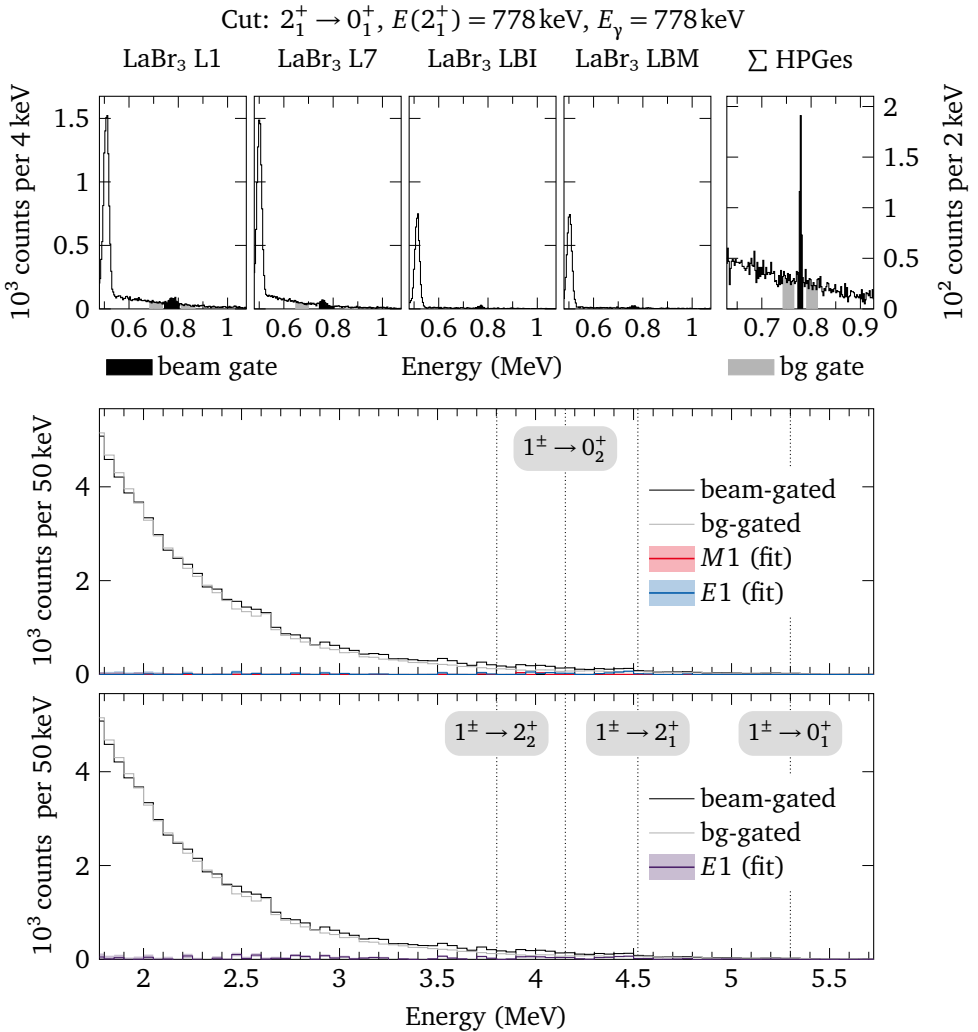 Cut: 2₁⁺ → 0₁⁺, E(2₁⁺) = 778 keV, Eγ = 778 keV
LaBr₃ L1 LaBr₃ L7 LaBr₃ LBI LaBr₃ LBM ∑ HPGes
10³ counts per 4 keV
1.5
1
0.5
0
2
1.5
1
0.5
0
10² counts per 2 keV
0.6 0.8 1 0.6 0.8 1 0.6 0.8 1 0.6 0.8 1 0.7 0.8 0.9
beam gate Energy (MeV) bg gate
10³ counts per 50 keV
4
2
0
1± → 0₂⁺
beam-gated
bg-gated
M1 (fit)
E1 (fit)
10³ counts per 50 keV
4
2
0
1± → 2₂⁺ 1± → 2₁⁺ 1± → 0₁⁺
beam-gated
bg-gated
E1 (fit)
2 2.5 3 3.5 4 4.5 5 5.5
Energy (MeV)